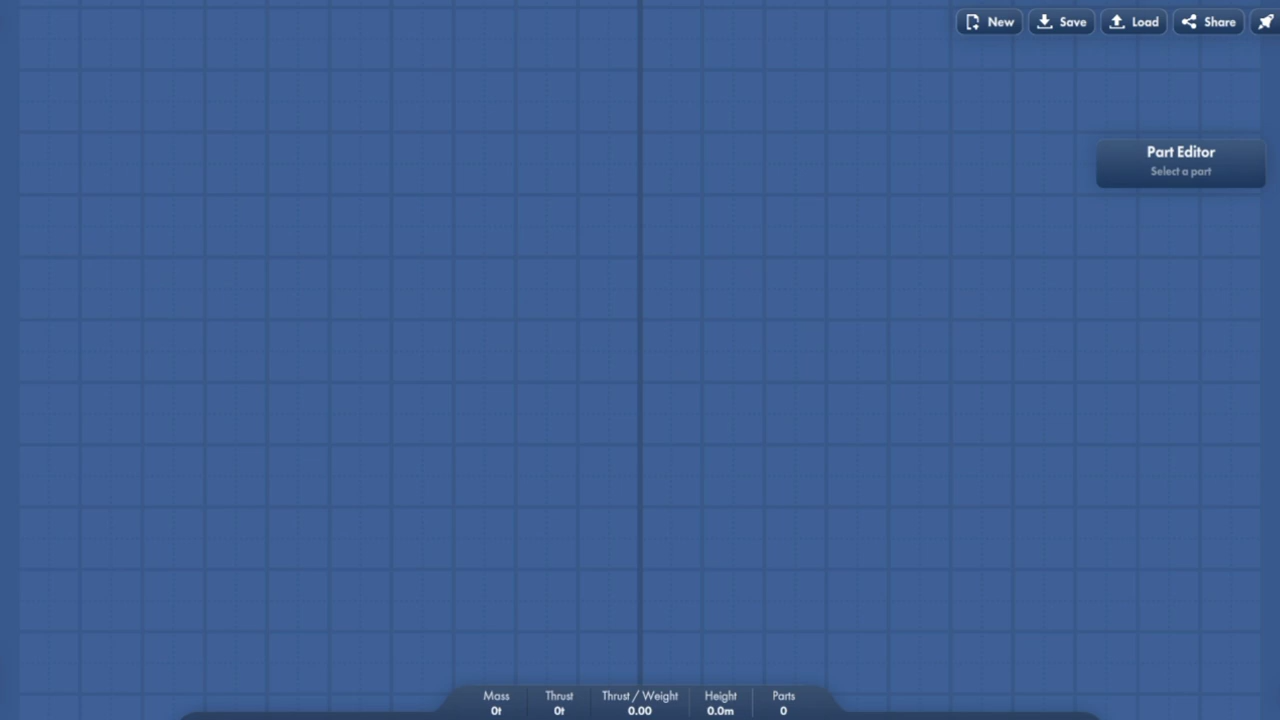 New Save Load Share
Part Editor
Select a part
Mass Thrust Thrust / Weight Height Parts
0t 0t 0.00 0.0m 0